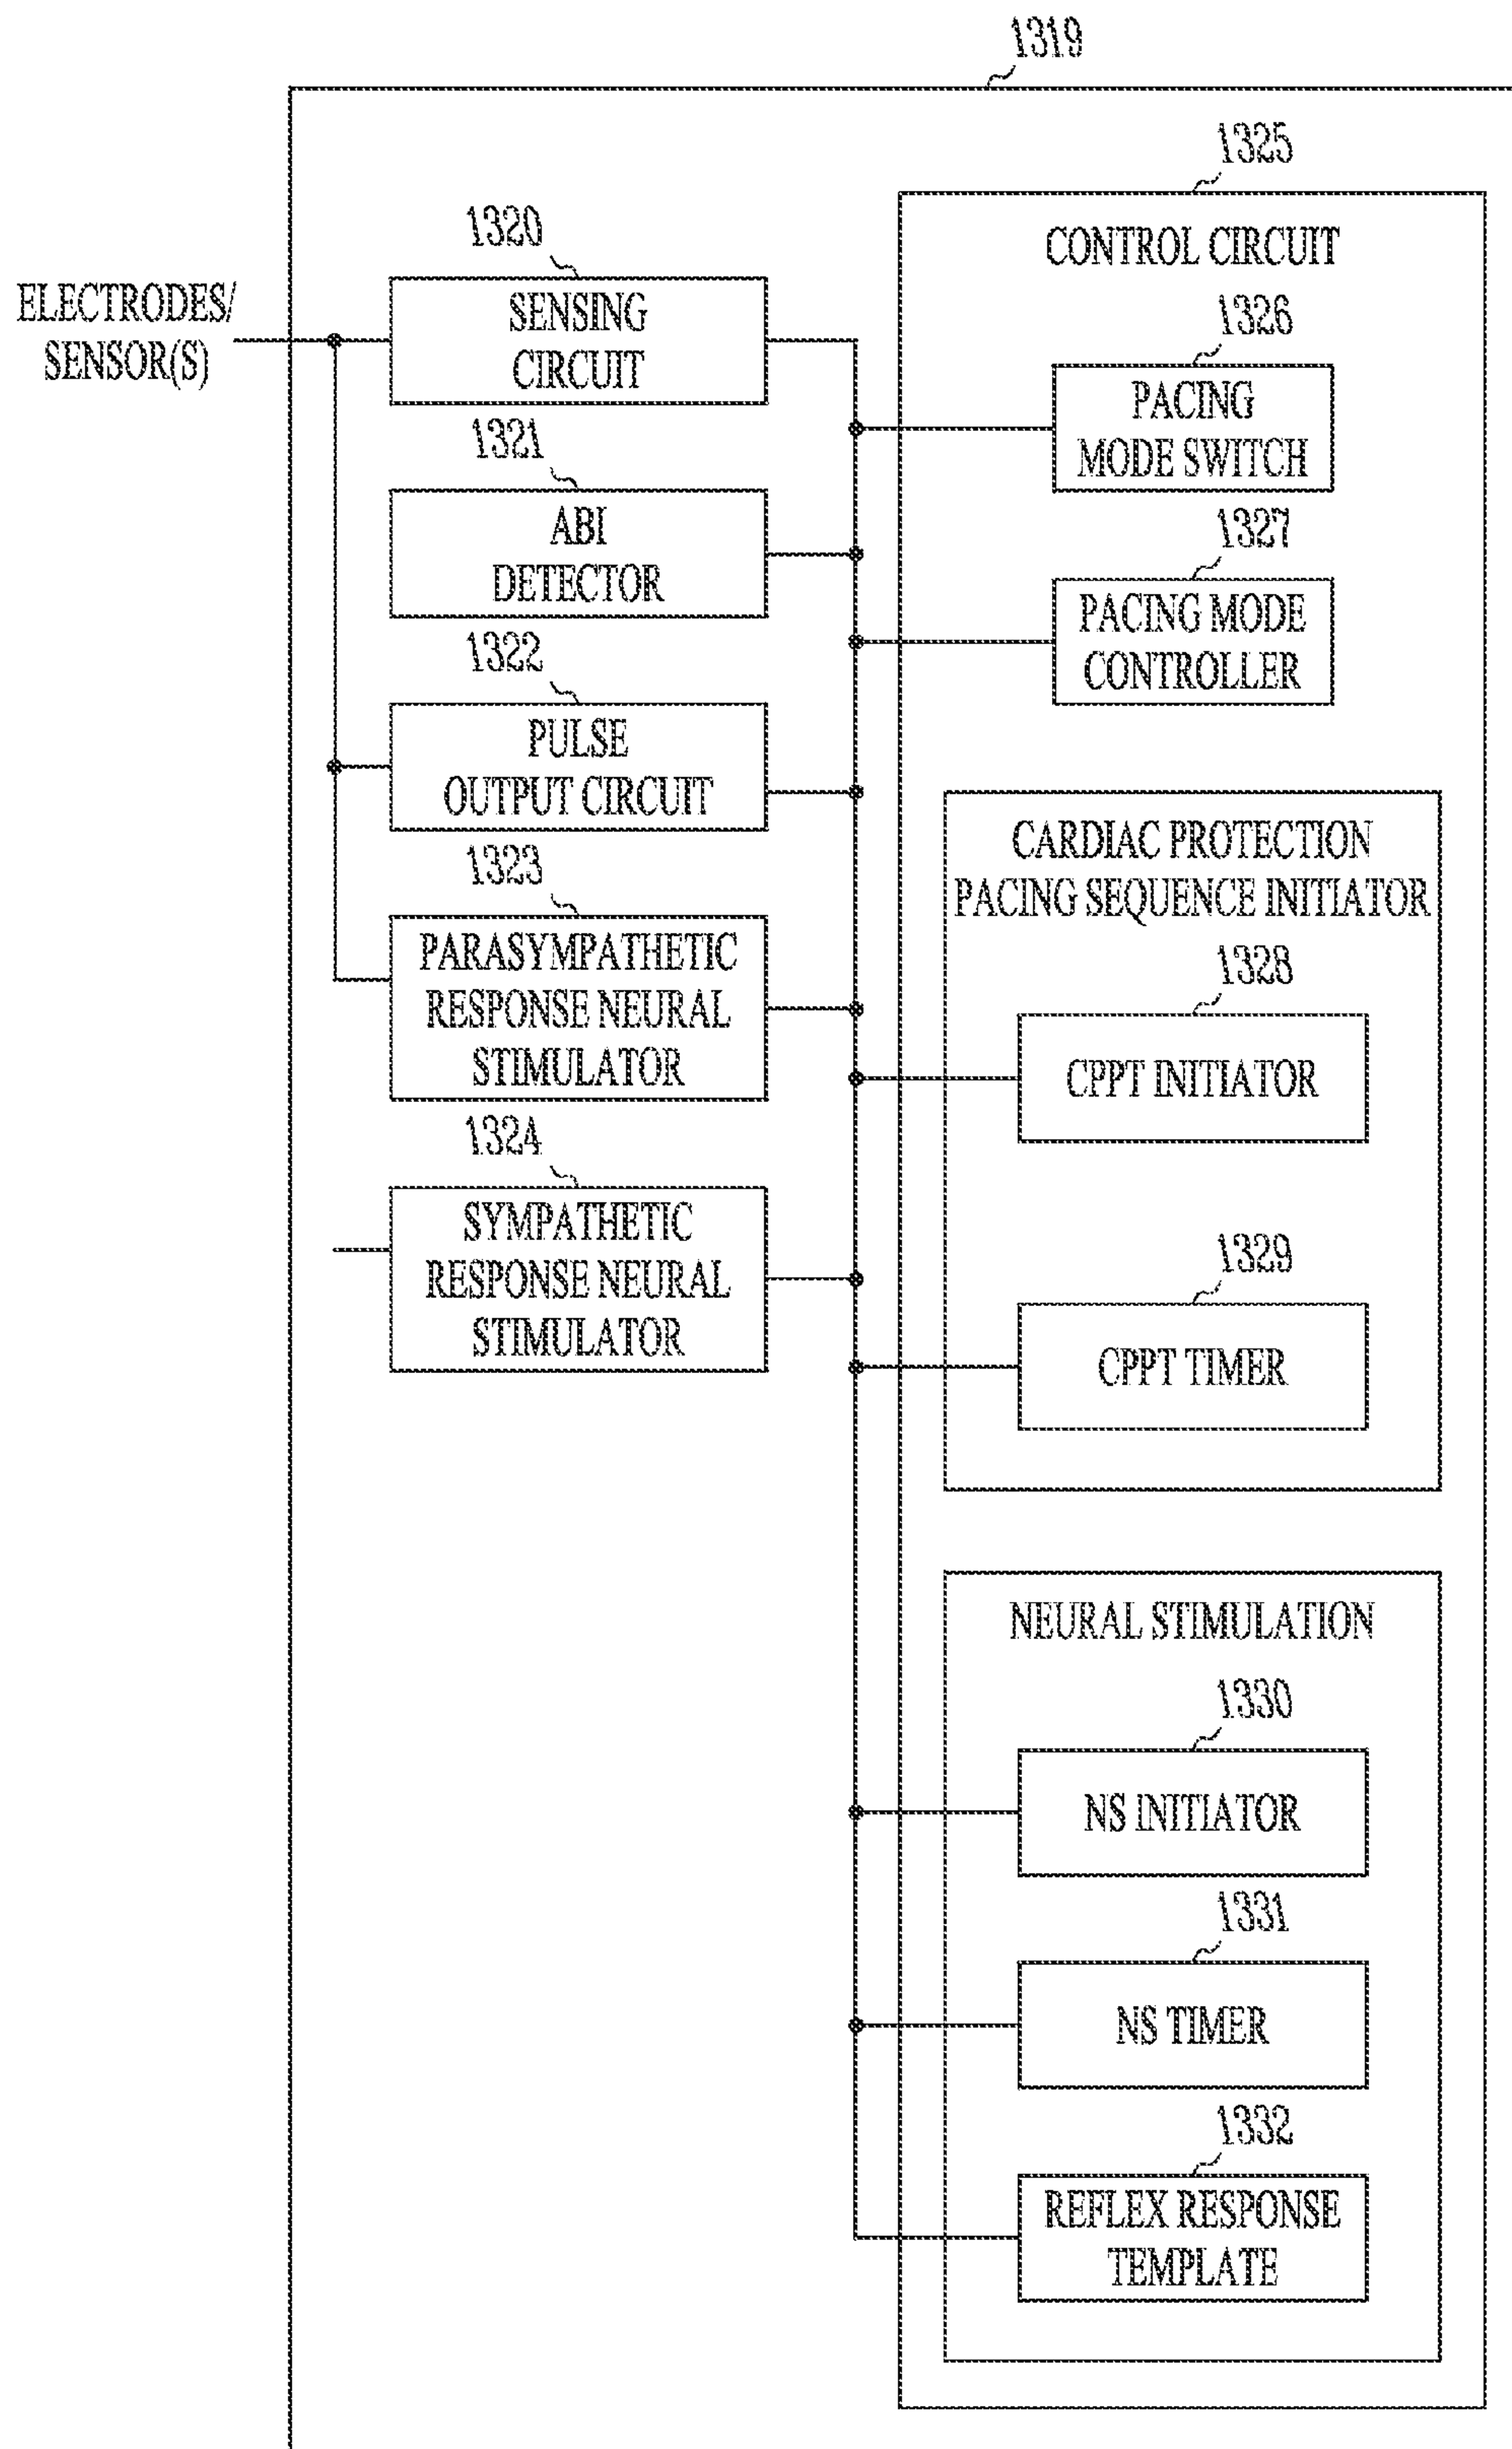 1319
1325
CONTROL CIRCUIT
1320
ELECTRODES/
SENSOR(S)
SENSING
CIRCUIT
1326
PACING
MODE SWITCH
1321
ABI
DETECTOR
1327
PACING MODE
CONTROLLER
1322
PULSE
OUTPUT CIRCUIT
CARDIAC PROTECTION
PACING SEQUENCE INITIATOR
1323
PARASYMPATHETIC
RESPONSE NEURAL
STIMULATOR
1328
CPPT INITIATOR
1324
SYMPATHETIC
RESPONSE NEURAL
STIMULATOR
1329
CPPT TIMER
NEURAL STIMULATION
1330
NS INITIATOR
1331
NS TIMER
1332
REFLEX RESPONSE
TEMPLATE